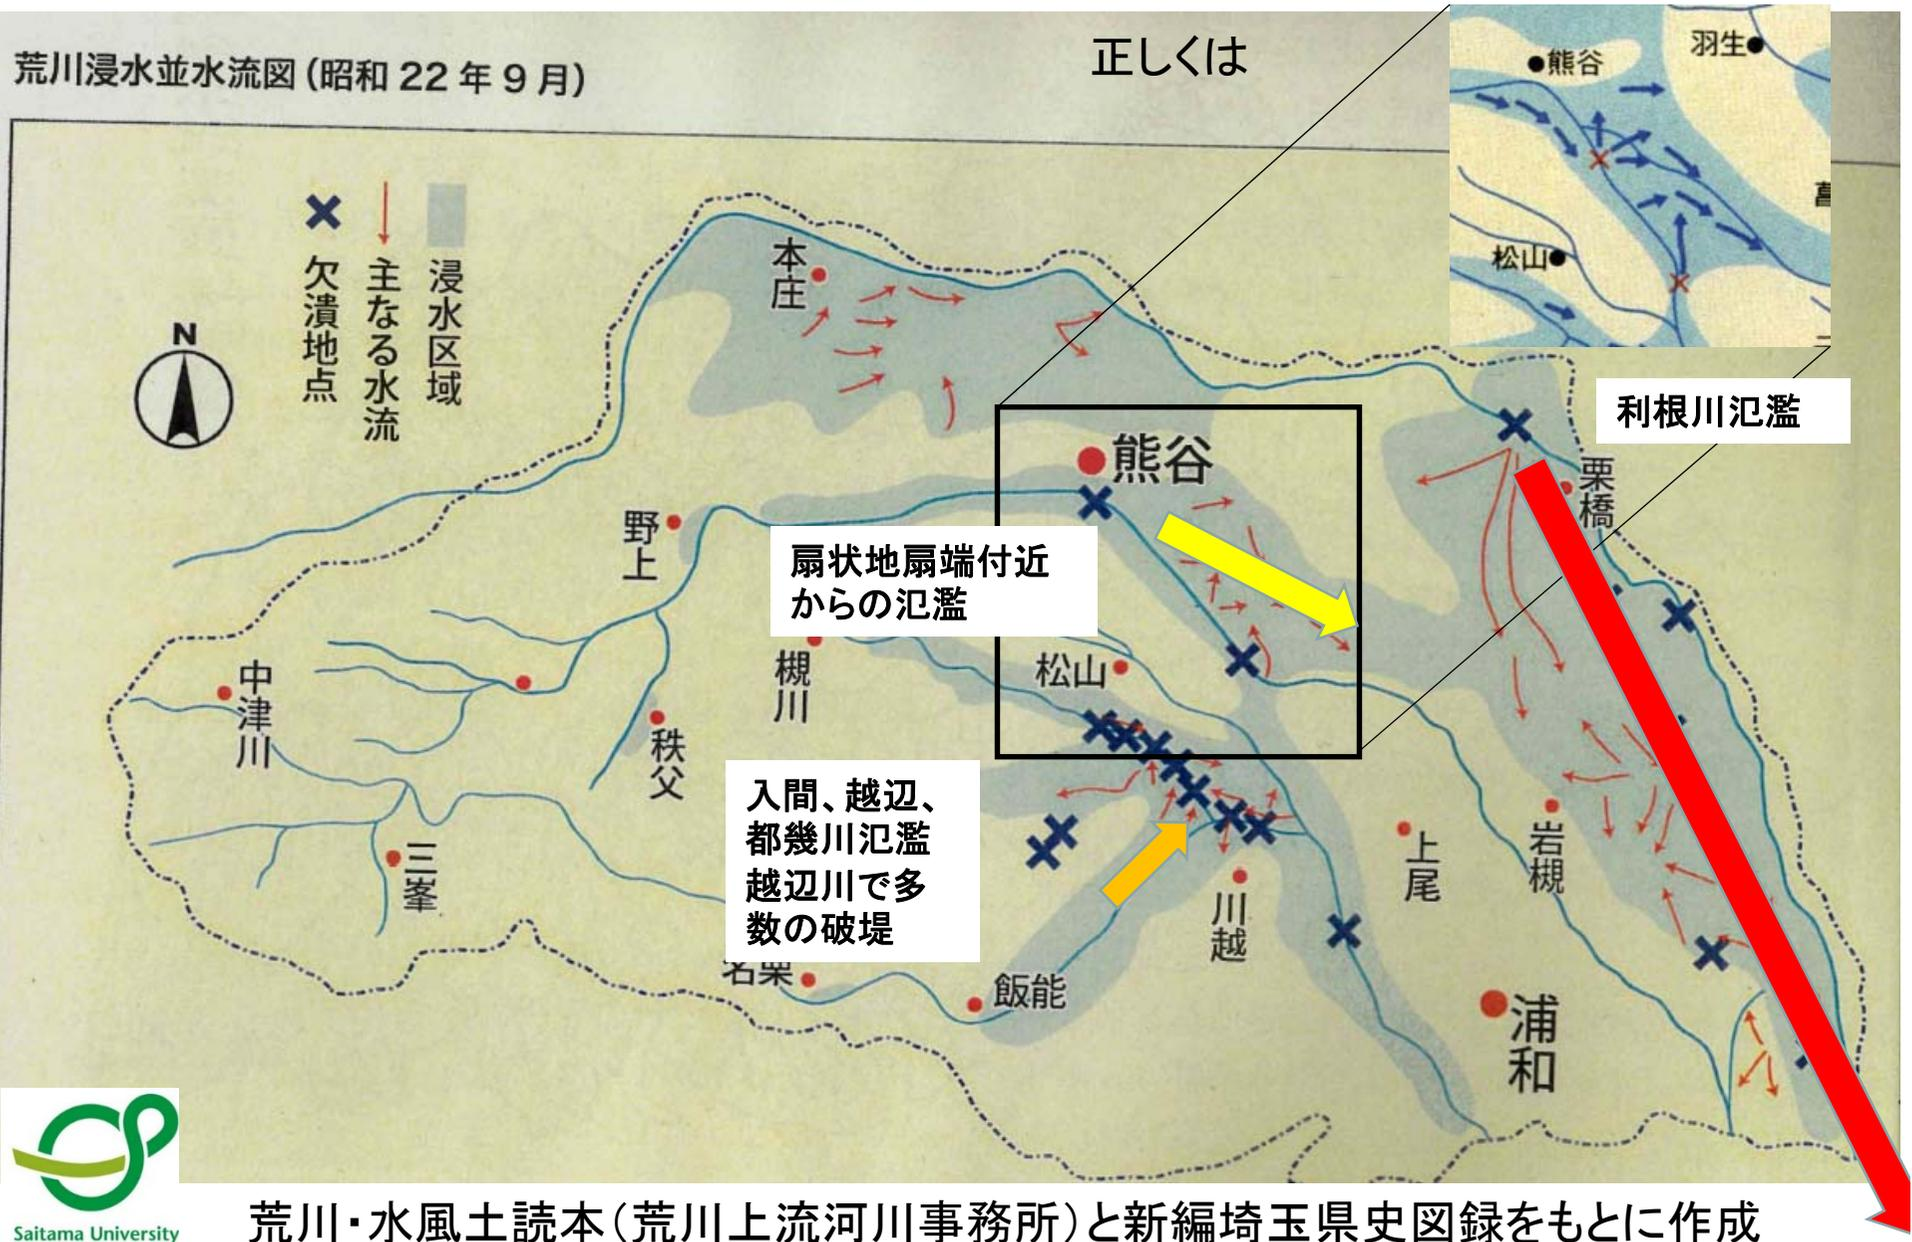 正しくは
荒川浸水並水流図(昭和22年9月)
熊谷
羽生
松山
欠潰地点
主なる水流
浸水区域
N
本庄
利根川氾濫
熊谷
栗橋
野上
扇状地扇端付近
からの氾濫
槻川
松山
中津川
秩父
入間、越辺、
都幾川氾濫
越辺川で多
数の破堤
三峯
上尾
岩槻
川越
名栗
飯能
浦和
Saitama University
荒川・水風土読本(荒川上流河川事務所)と新編埼玉県史図録をもとに作成